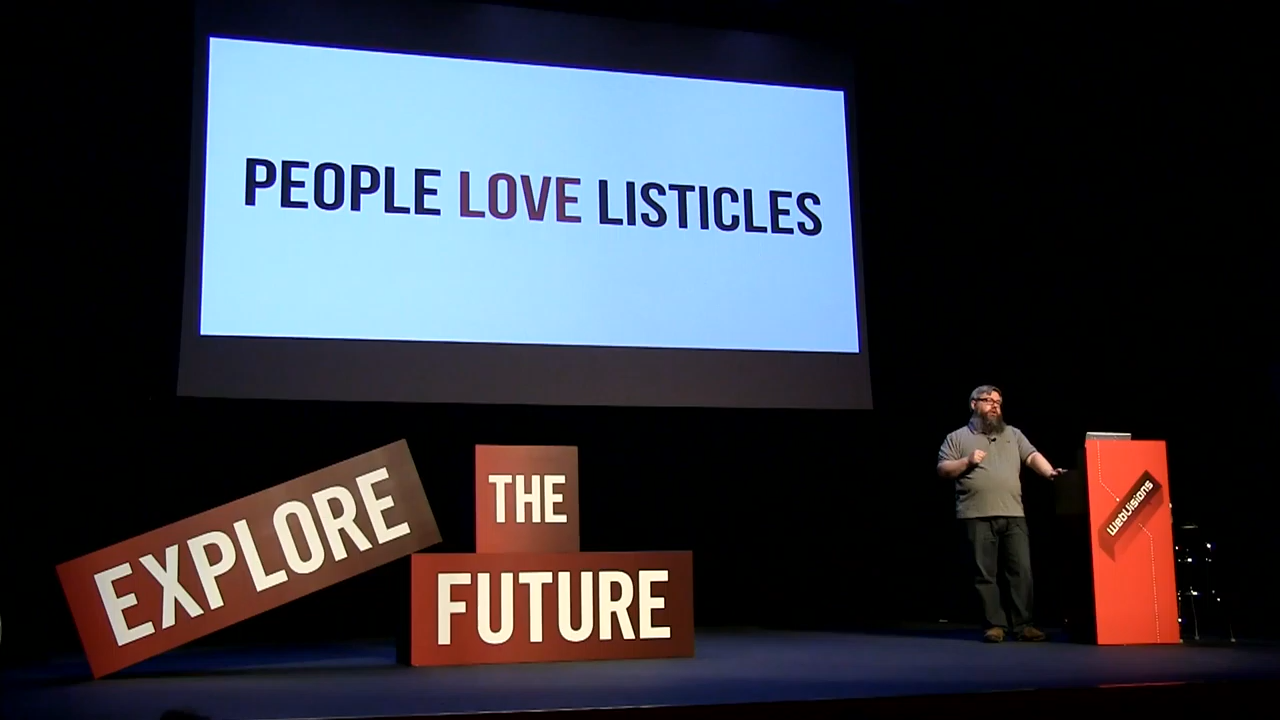 PEOPLE LOVE LISTICLES
EXPLORE
THE
FUTURE
WebVisions